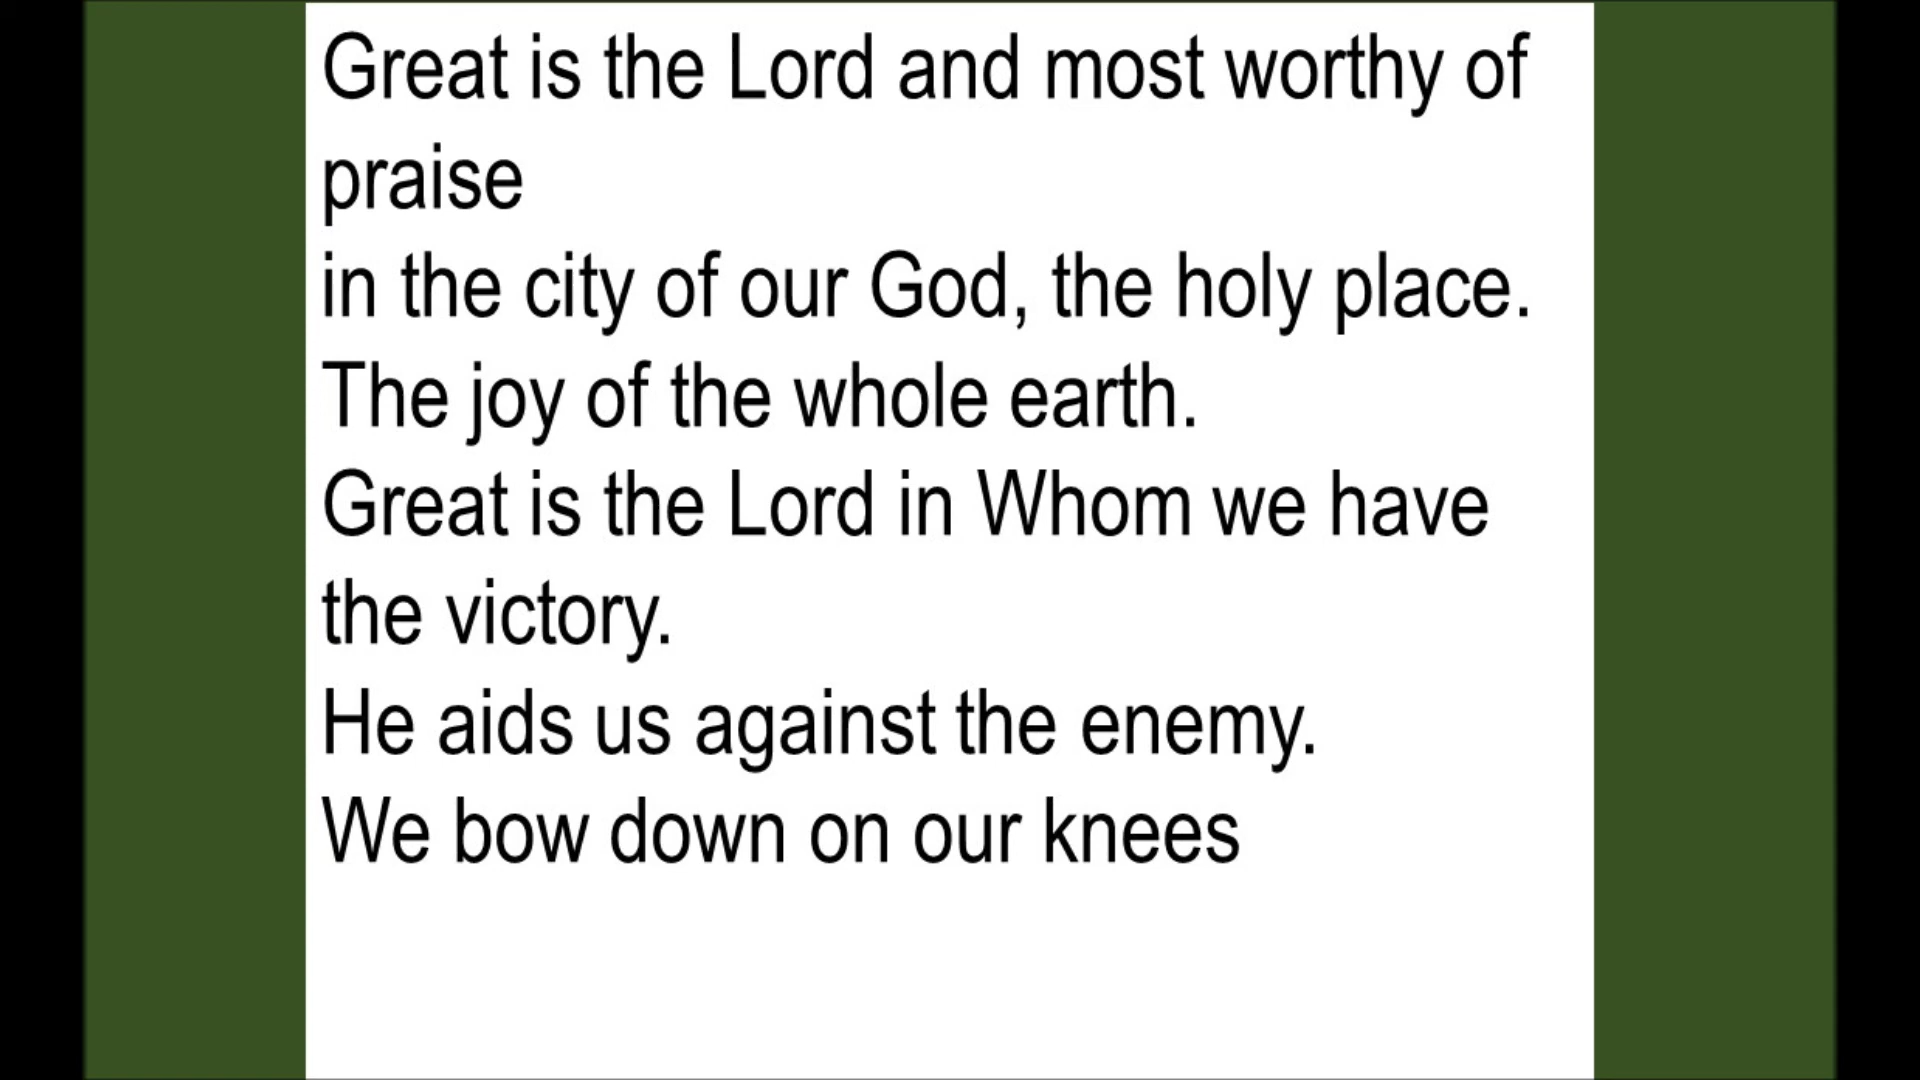 Great is the Lord and most worthy of
praise
in the city of our God, the holy place.
The joy of the whole earth.
Great is the Lord in Whom we have
the victory.
He aids us against the enemy.
We bow down on our knees